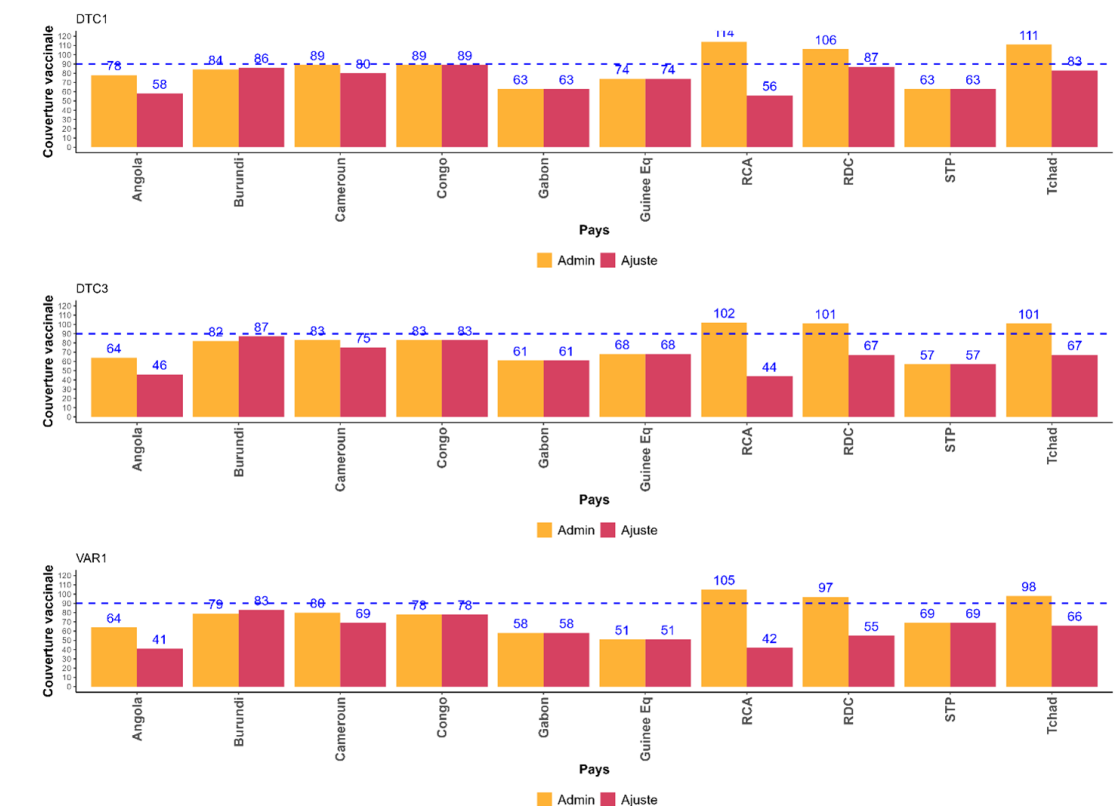 DTC1
Couverture vaccinale
120
110
100
90
80
70
60
50
40
30
20
10
0
78 58 84 86 89 80 89 89 63 63 74 74 114 56 106 87 63 63 111 83
Angola Burundi Cameroun Congo Gabon Guinee Eq RCA RDC STP Tchad
Pays
Admin Ajuste
DTC3
Couverture vaccinale
120
110
100
90
80
70
60
50
40
30
20
10
0
64 46 82 87 83 75 83 83 61 61 68 68 102 44 101 67 57 57 101 67
Angola Burundi Cameroun Congo Gabon Guinee Eq RCA RDC STP Tchad
Pays
Admin Ajuste
VAR1
Couverture vaccinale
120
110
100
90
80
70
60
50
40
30
20
10
0
64 41 79 83 80 69 78 78 58 58 51 51 105 42 97 55 69 69 98 66
Angola Burundi Cameroun Congo Gabon Guinee Eq RCA RDC STP Tchad
Pays
Admin Ajuste